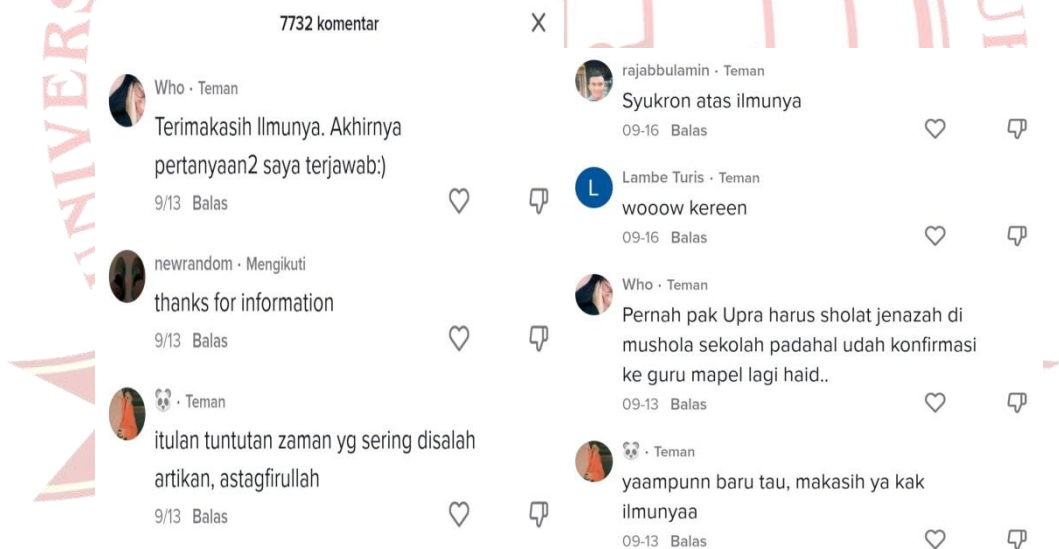 7732 komentar
Who · Teman
Terimakasih Ilmunya. Akhirnya
pertanyaan2 saya terjawab:)
9/13 Balas
newrandom · Mengikuti
thanks for information
9/13 Balas
🐼 · Teman
itulan tuntutan zaman yg sering disalah
artikan, astagfirullah
9/13 Balas
rajabbulamin · Teman
Syukron atas ilmunya
09-16 Balas
L
Lambe Turis · Teman
wooow kereen
09-16 Balas
Who · Teman
Pernah pak Upra harus sholat jenazah di
mushola sekolah padahal udah konfirmasi
ke guru mapel lagi haid..
09-13 Balas
🐼 · Teman
yaampunn baru tau, makasih ya kak
ilmunyaa
09-13 Balas